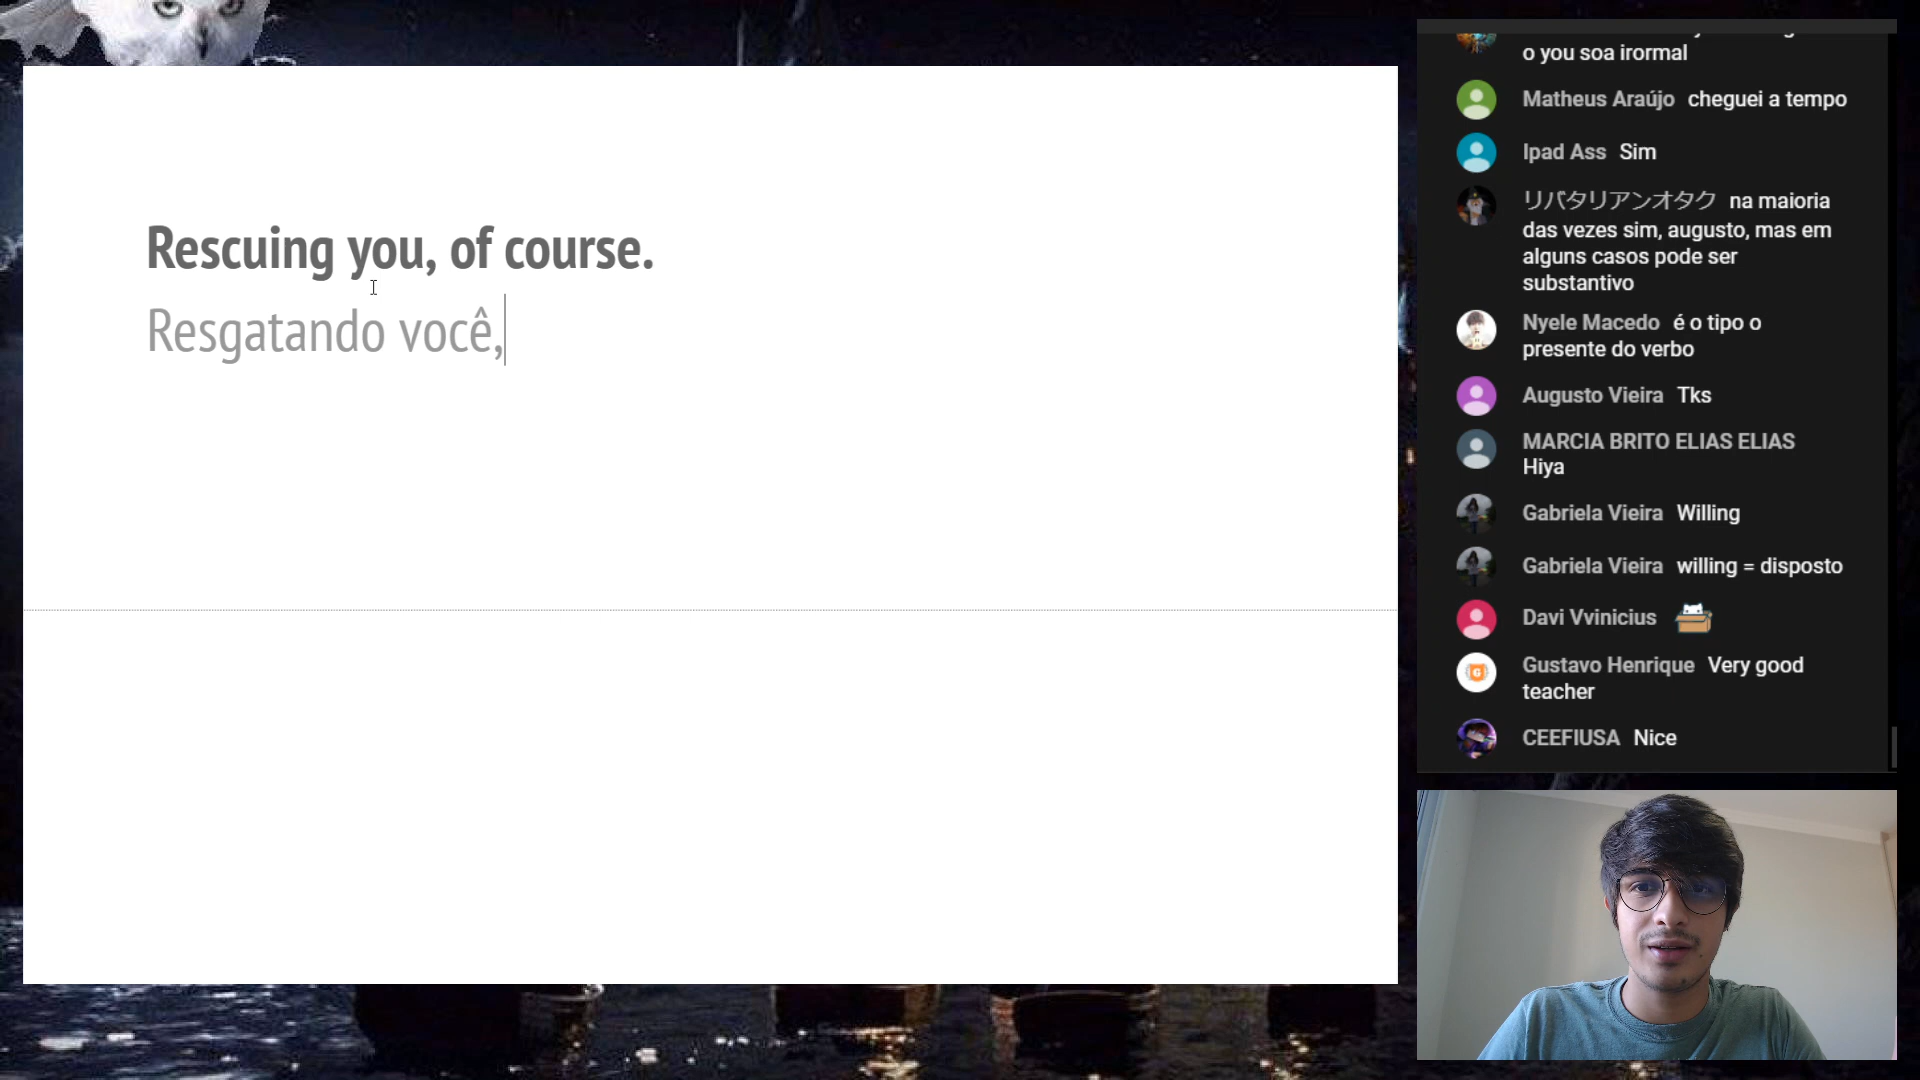 Rescuing you, of course.
Resgatando você,
o you soa irormal
Matheus Araújo cheguei a tempo
Ipad Ass Sim
リバタリアンオタク na maioria
das vezes sim, augusto, mas em
alguns casos pode ser
substantivo
Nyele Macedo é o tipo o
presente do verbo
Augusto Vieira Tks
MARCIA BRITO ELIAS ELIAS
Hiya
Gabriela Vieira Willing
Gabriela Vieira willing = disposto
Davi Vvinicius
Gustavo Henrique Very good
teacher
CEEFIUSA Nice